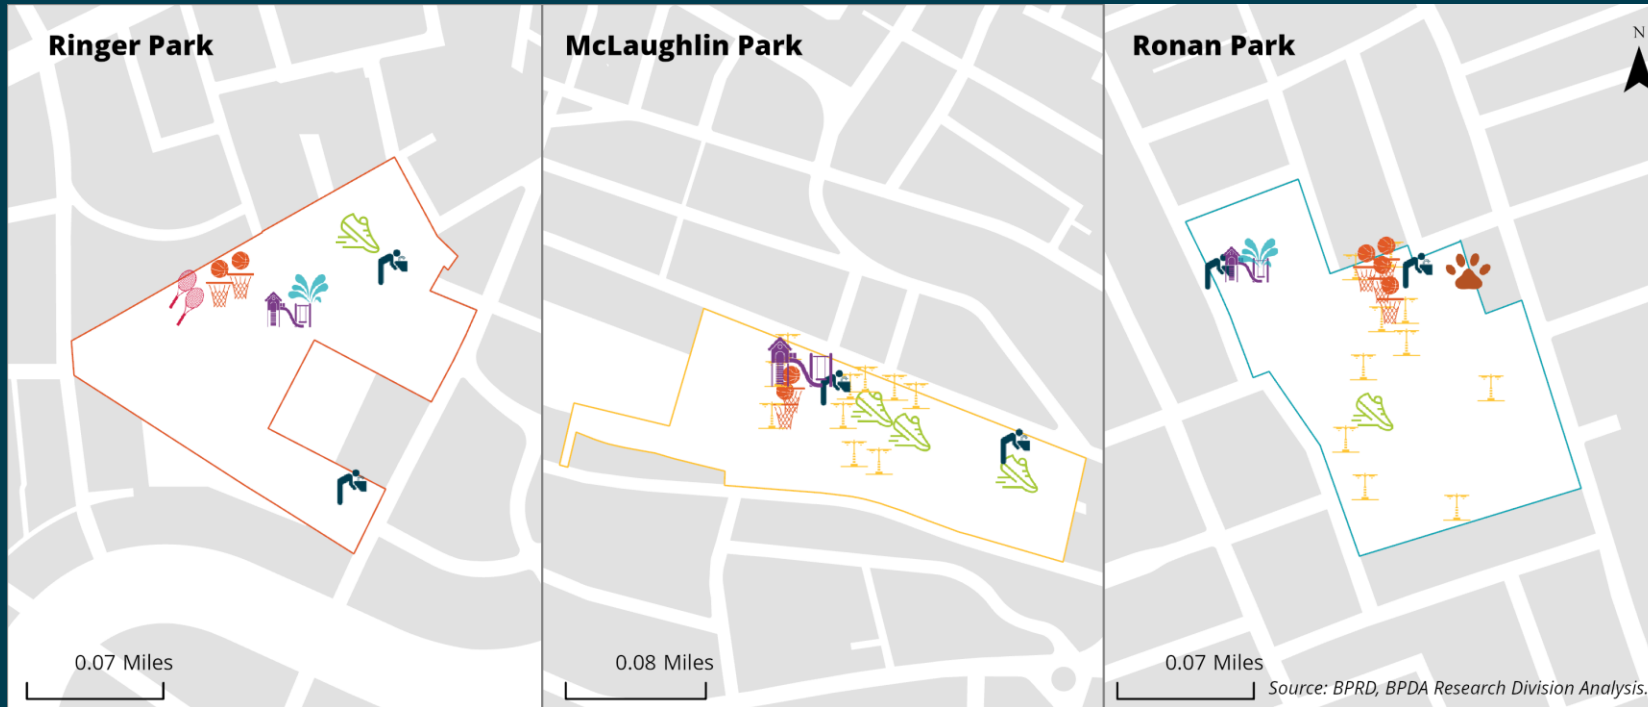 Ringer Park
McLaughlin Park
Ronan Park
N
0.07 Miles
0.08 Miles
0.07 Miles
Source: BPRD, BPDA Research Division Analysis.